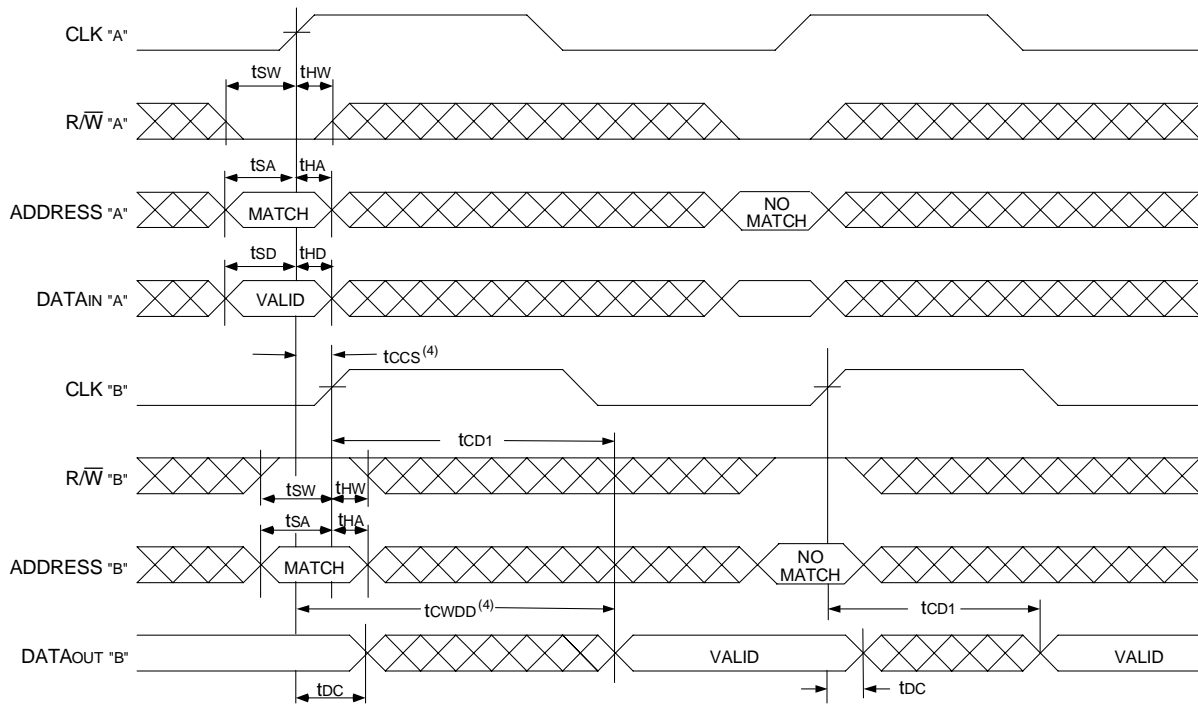 CLK "A"
tSW tHW
R/W̅ "A"
tSA tHA
ADDRESS "A" MATCH NO MATCH
tSD tHD
DATAIN "A" VALID
tCCS(4)
CLK "B"
tCD1
R/W̅ "B"
tSW tHW
tSA tHA
ADDRESS "B" MATCH NO MATCH
tCWDD(4) tCD1
DATAOUT "B" VALID VALID
tDC tDC